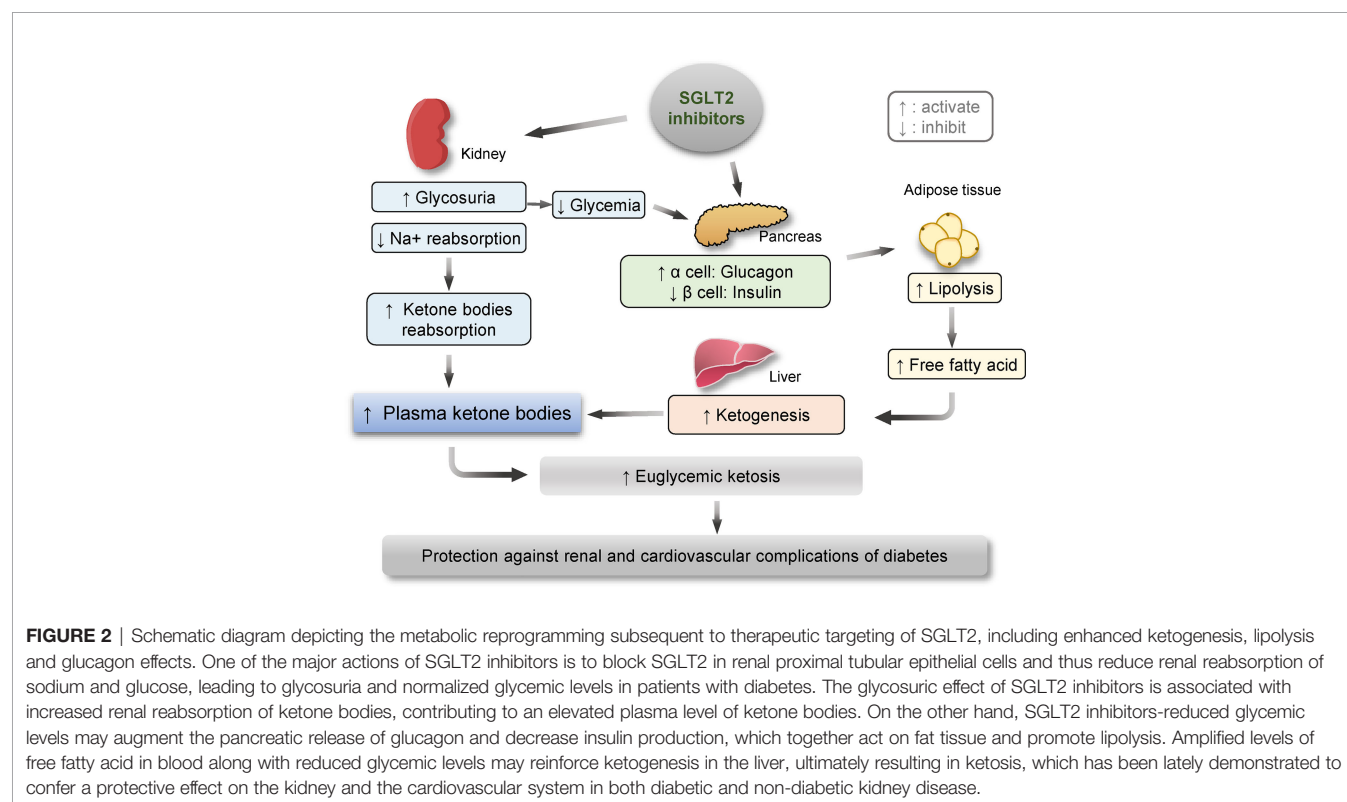 SGLT2
inhibitors
↑ : activate
↓ : inhibit
Kidney
↑ Glycosuria
↓ Glycemia
↓ Na+ reabsorption
Pancreas
↑ α cell: Glucagon
↓ β cell: Insulin
Adipose tissue
↑ Lipolysis
↑ Ketone bodies
reabsorption
↑ Free fatty acid
Liver
↑ Plasma ketone bodies
↑ Ketogenesis
↑ Euglycemic ketosis
Protection against renal and cardiovascular complications of diabetes
FIGURE 2 | Schematic diagram depicting the metabolic reprogramming subsequent to therapeutic targeting of SGLT2, including enhanced ketogenesis, lipolysis
and glucagon effects. One of the major actions of SGLT2 inhibitors is to block SGLT2 in renal proximal tubular epithelial cells and thus reduce renal reabsorption of
sodium and glucose, leading to glycosuria and normalized glycemic levels in patients with diabetes. The glycosuric effect of SGLT2 inhibitors is associated with
increased renal reabsorption of ketone bodies, contributing to an elevated plasma level of ketone bodies. On the other hand, SGLT2 inhibitors-reduced glycemic
levels may augment the pancreatic release of glucagon and decrease insulin production, which together act on fat tissue and promote lipolysis. Amplified levels of
free fatty acid in blood along with reduced glycemic levels may reinforce ketogenesis in the liver, ultimately resulting in ketosis, which has been lately demonstrated to
confer a protective effect on the kidney and the cardiovascular system in both diabetic and non-diabetic kidney disease.